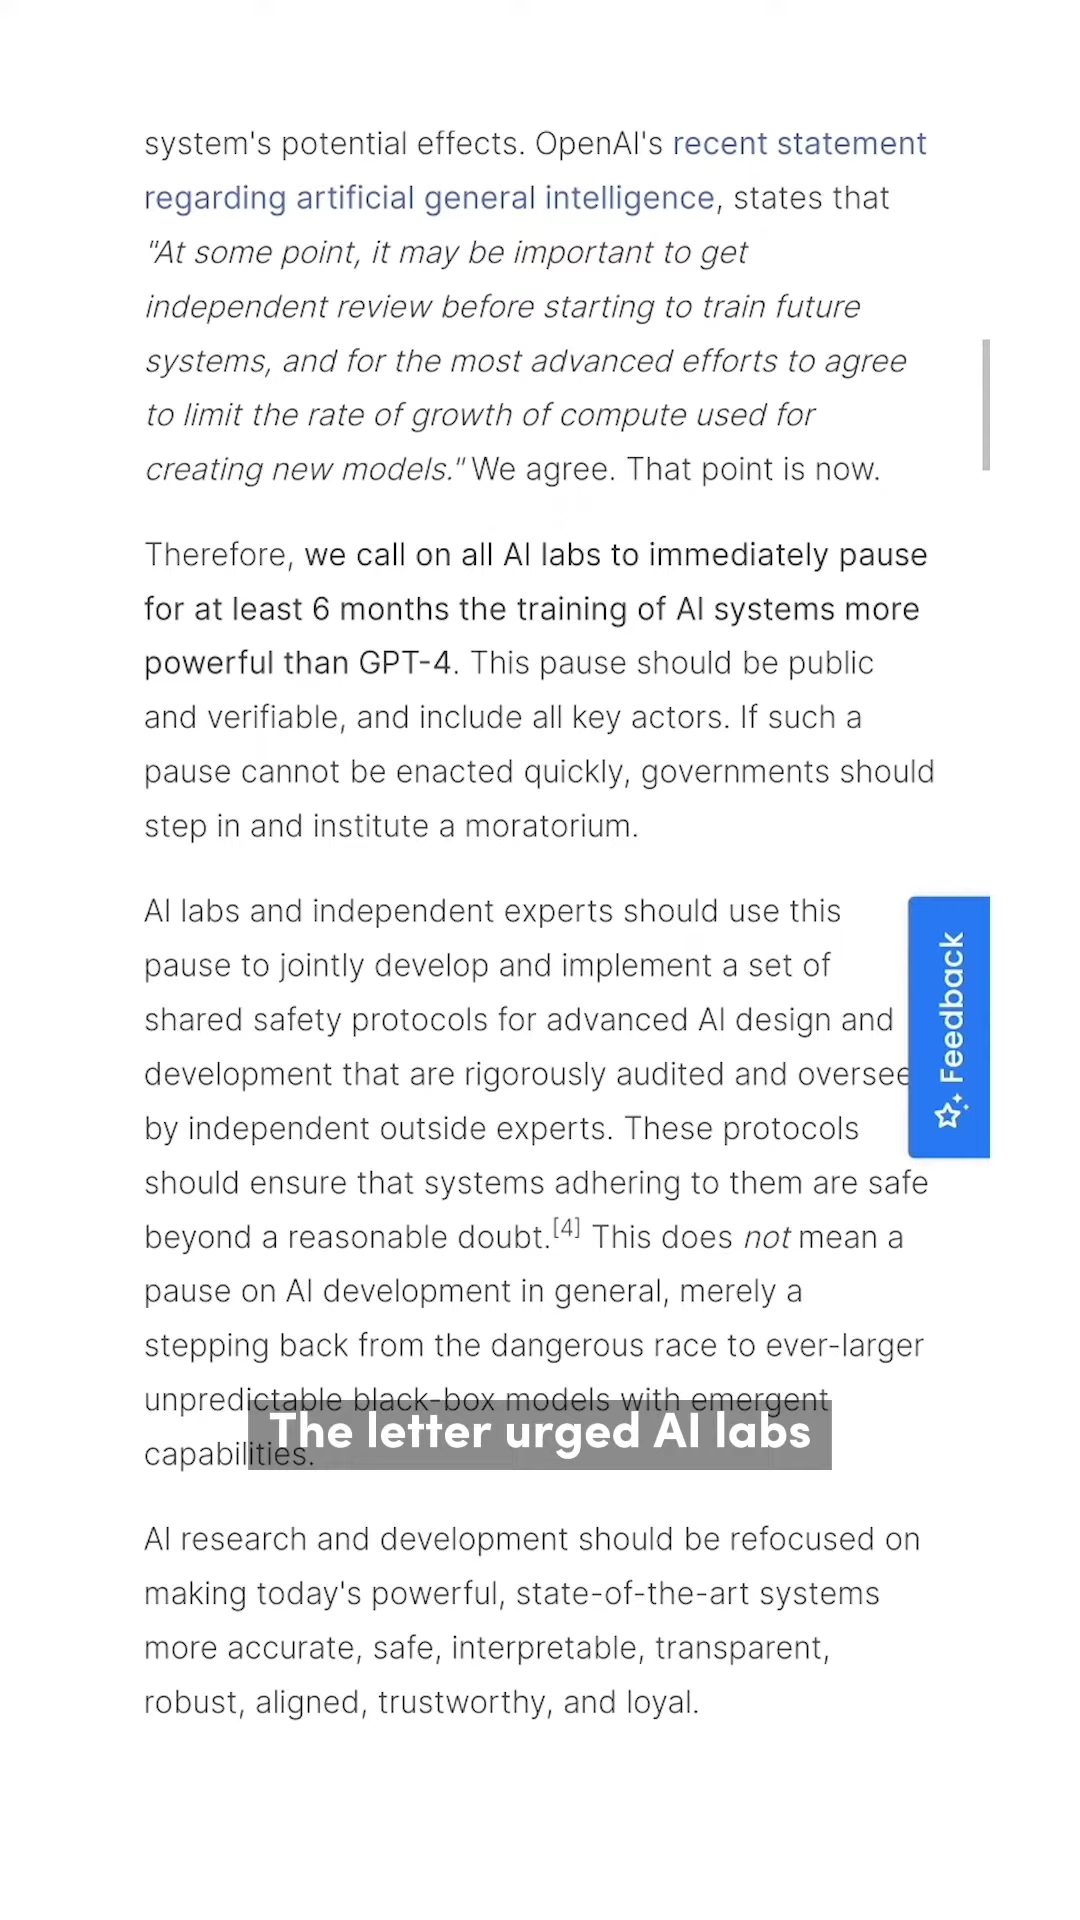 system's potential effects. OpenAI's recent statement
regarding artificial general intelligence, states that
"At some point, it may be important to get
independent review before starting to train future
systems, and for the most advanced efforts to agree
to limit the rate of growth of compute used for
creating new models." We agree. That point is now.
Therefore, we call on all AI labs to immediately pause
for at least 6 months the training of AI systems more
powerful than GPT-4. This pause should be public
and verifiable, and include all key actors. If such a
pause cannot be enacted quickly, governments should
step in and institute a moratorium.
AI labs and independent experts should use this
pause to jointly develop and implement a set of
shared safety protocols for advanced AI design and
development that are rigorously audited and oversee
by independent outside experts. These protocols
should ensure that systems adhering to them are safe
beyond a reasonable doubt.[4] This does not mean a
pause on AI development in general, merely a
stepping back from the dangerous race to ever-larger
unpredictable black-box models with emergent
capabilities.
The letter urged AI labs
AI research and development should be refocused on
making today's powerful, state-of-the-art systems
more accurate, safe, interpretable, transparent,
robust, aligned, trustworthy, and loyal.
Feedback